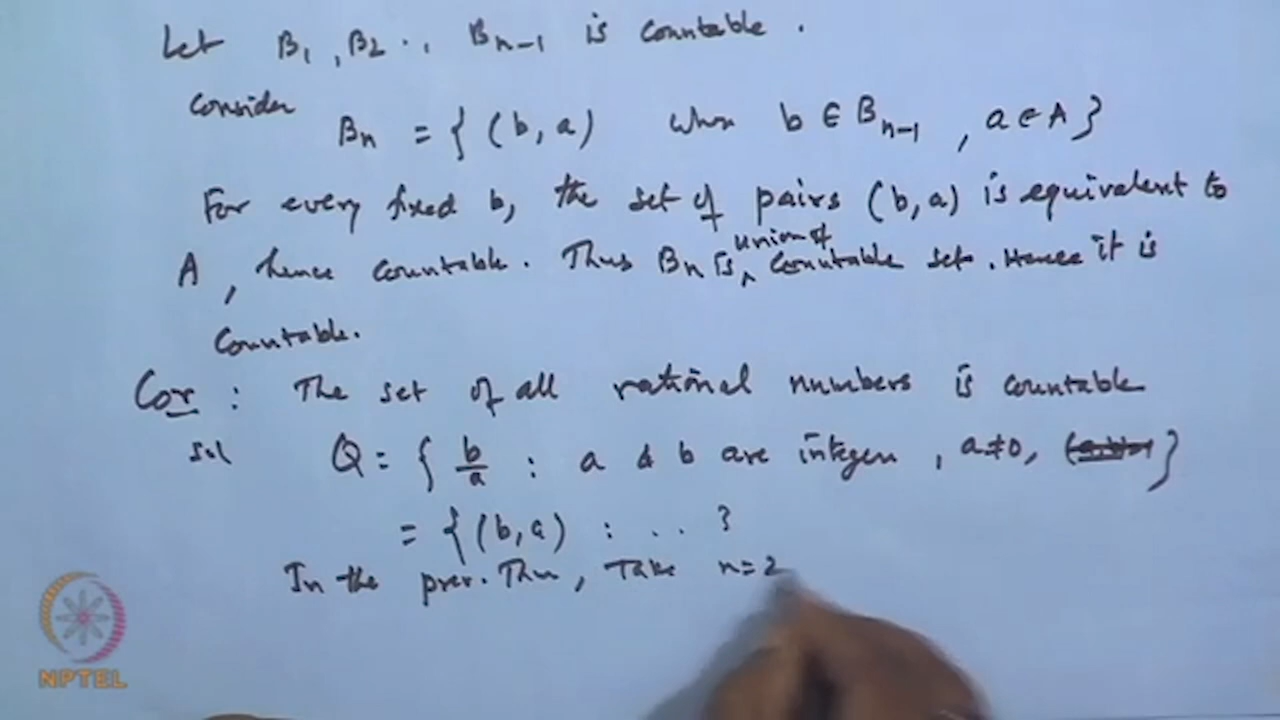 Let B₁, B₂ .., Bₙ₋₁ is countable.
Consider
Bₙ = { (b, a) when b ∈ Bₙ₋₁, a ∈ A }
For every fixed b, the set of pairs (b, a) is equivalent to
A, hence countable. Thus Bₙ is union of countable set. Hence it is
Countable.
Cor : The set of all rational numbers is countable
Sol Q = { b/a : a & b are integers, a≠0, }
= { (b, a) : ... }
In the prev. Thm, Take n=2
NPTEL